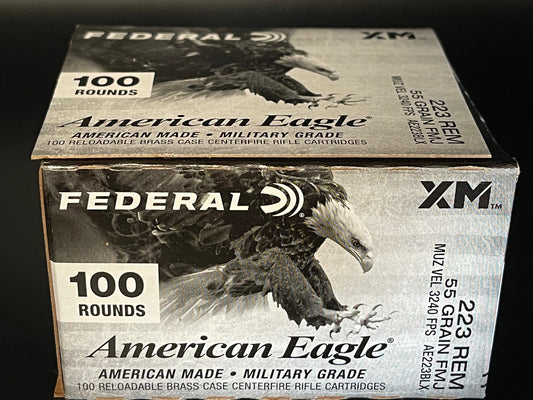 FEDERAL
XM
100
ROUNDS
American Eagle®
AMERICAN MADE • MILITARY GRADE
100 RELOADABLE BRASS CASE CENTERFIRE RIFLE CARTRIDGES
223 REM
55 GRAIN FMJ
MUZ VEL 3240 FPS AE223BLX
FEDERAL®
XM™
100
ROUNDS
American Eagle®
AMERICAN MADE • MILITARY GRADE
100 RELOADABLE BRASS CASE CENTERFIRE RIFLE CARTRIDGES
223 REM
55 GRAIN FMJ
MUZ VEL 3240 FPS AE223BLX